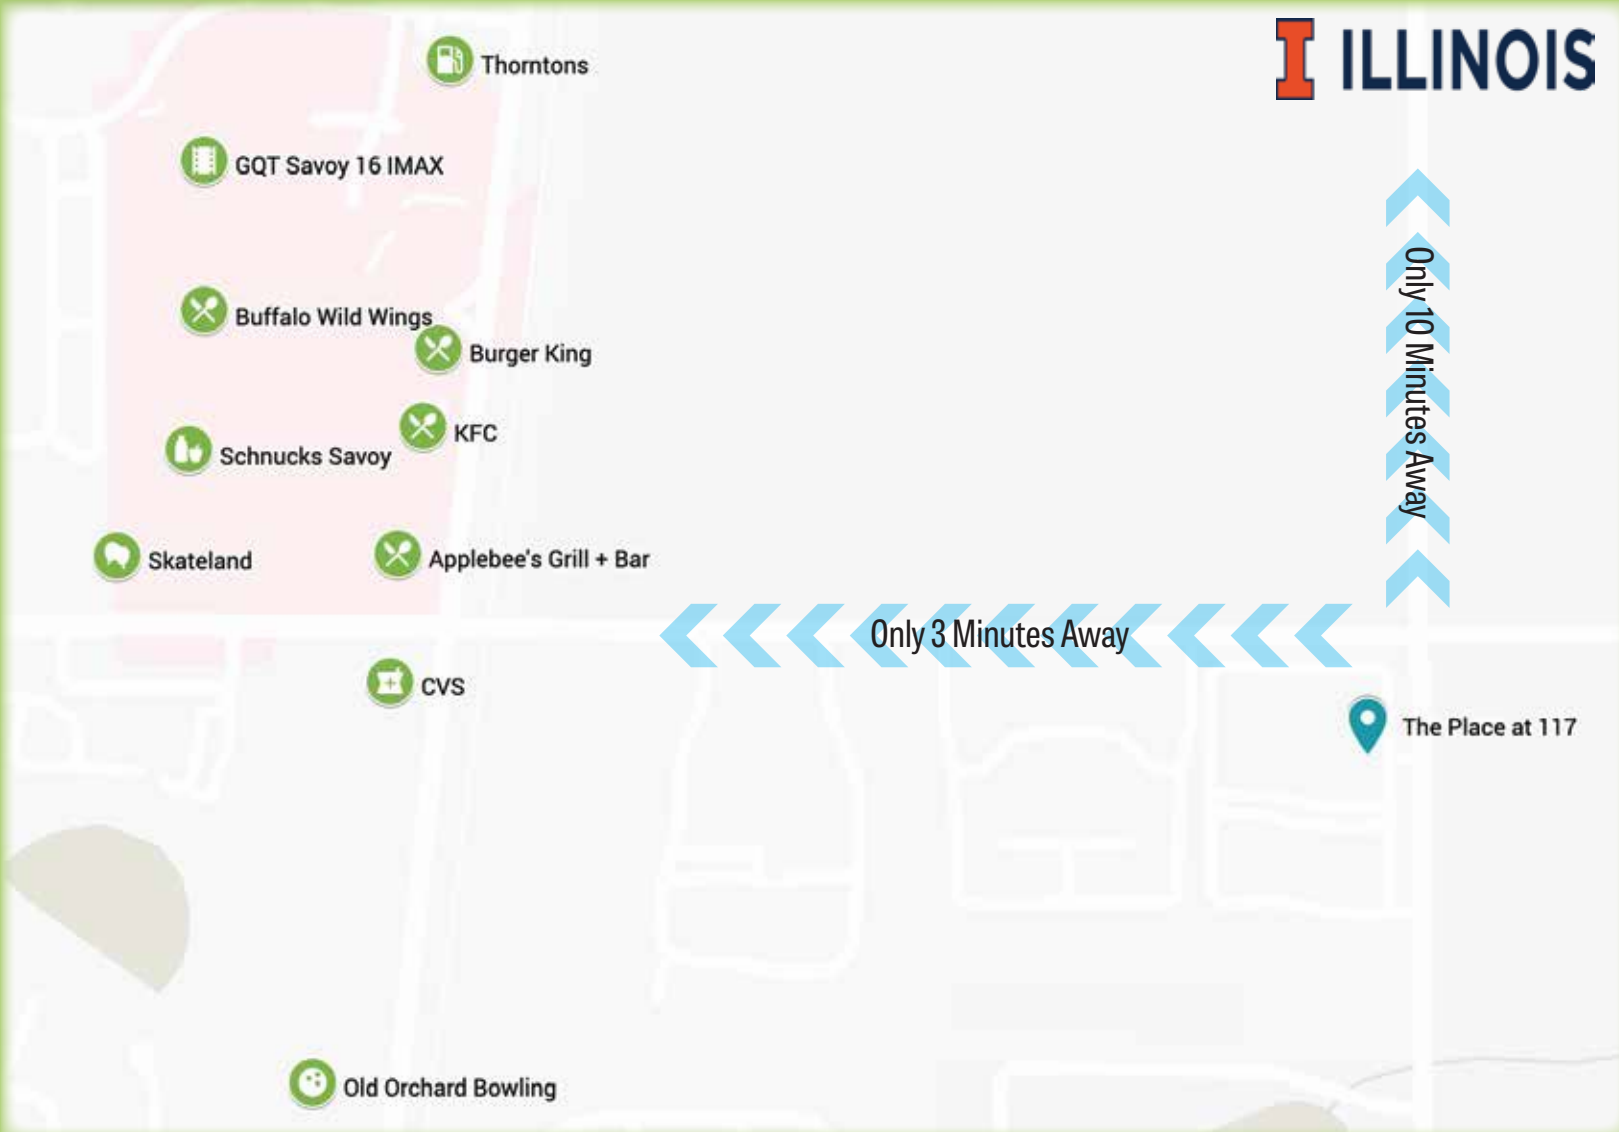 I ILLINOIS
Thorntons
GQT Savoy 16 IMAX
Buffalo Wild Wings
Burger King
Only 10 Minutes Away
KFC
Schnucks Savoy
Skateland
Applebee's Grill + Bar
Only 3 Minutes Away
CVS
The Place at 117
Old Orchard Bowling